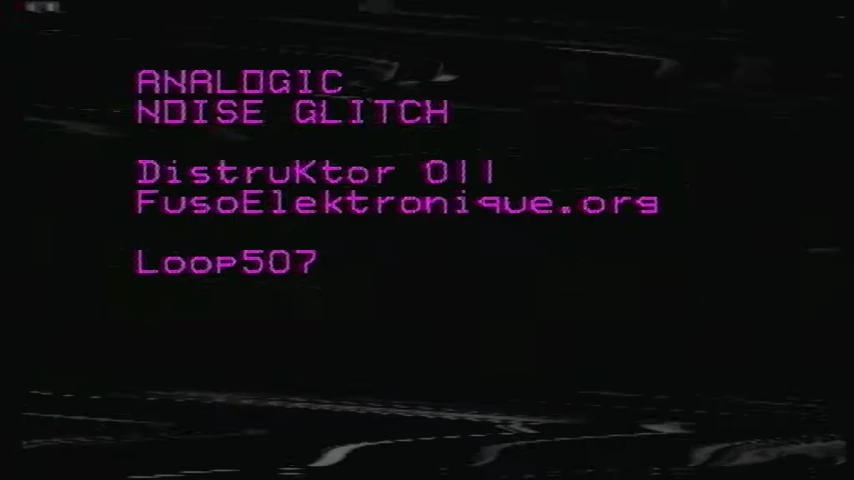 ANALOGIC
NOISE GLITCH
DistruKtor 011
FusoElektronique.org
Loop507